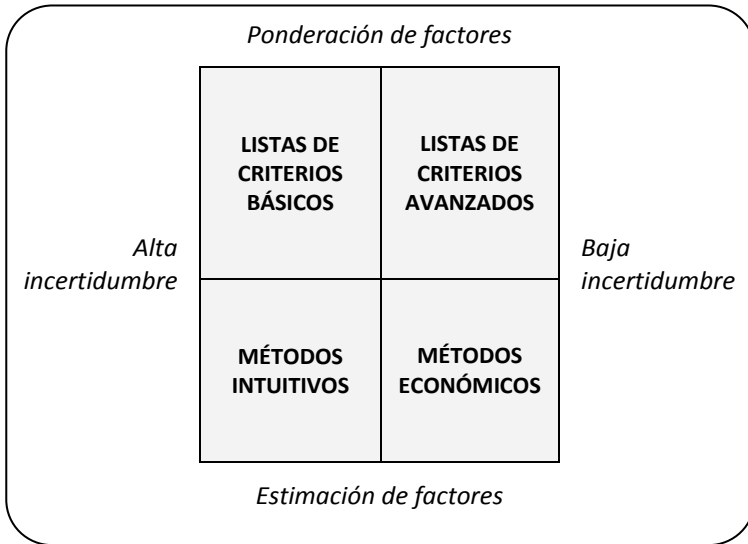 Ponderación de factores
LISTAS DE
CRITERIOS
BÁSICOS
LISTAS DE
CRITERIOS
AVANZADOS
Alta
incertidumbre
Baja
incertidumbre
MÉTODOS
INTUITIVOS
MÉTODOS
ECONÓMICOS
Estimación de factores